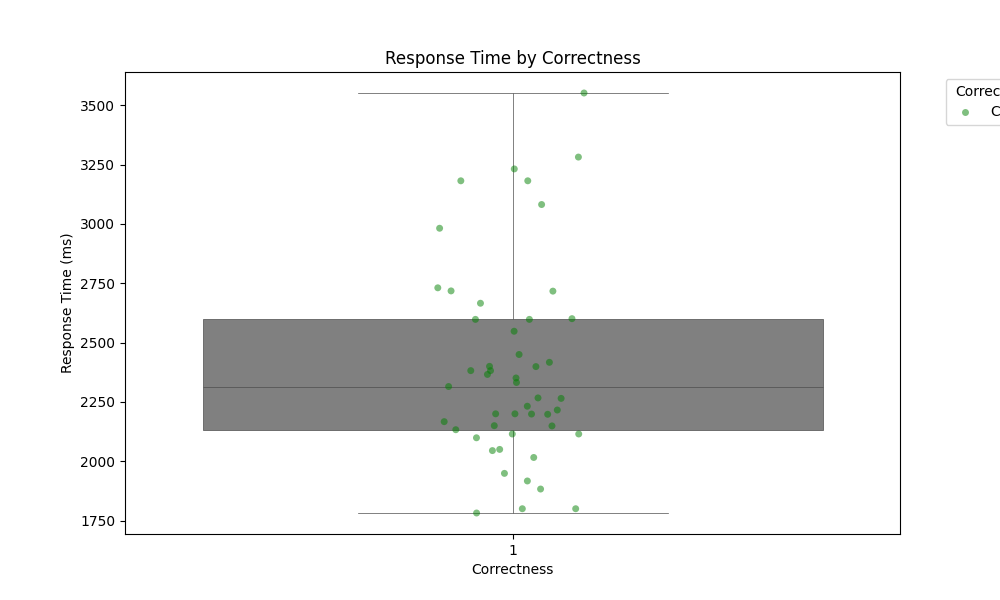 Response Time by Correctness
3500
3250
3000
2750
2500
2250
2000
1750
Response Time (ms)
1
Correctness
Correc
C